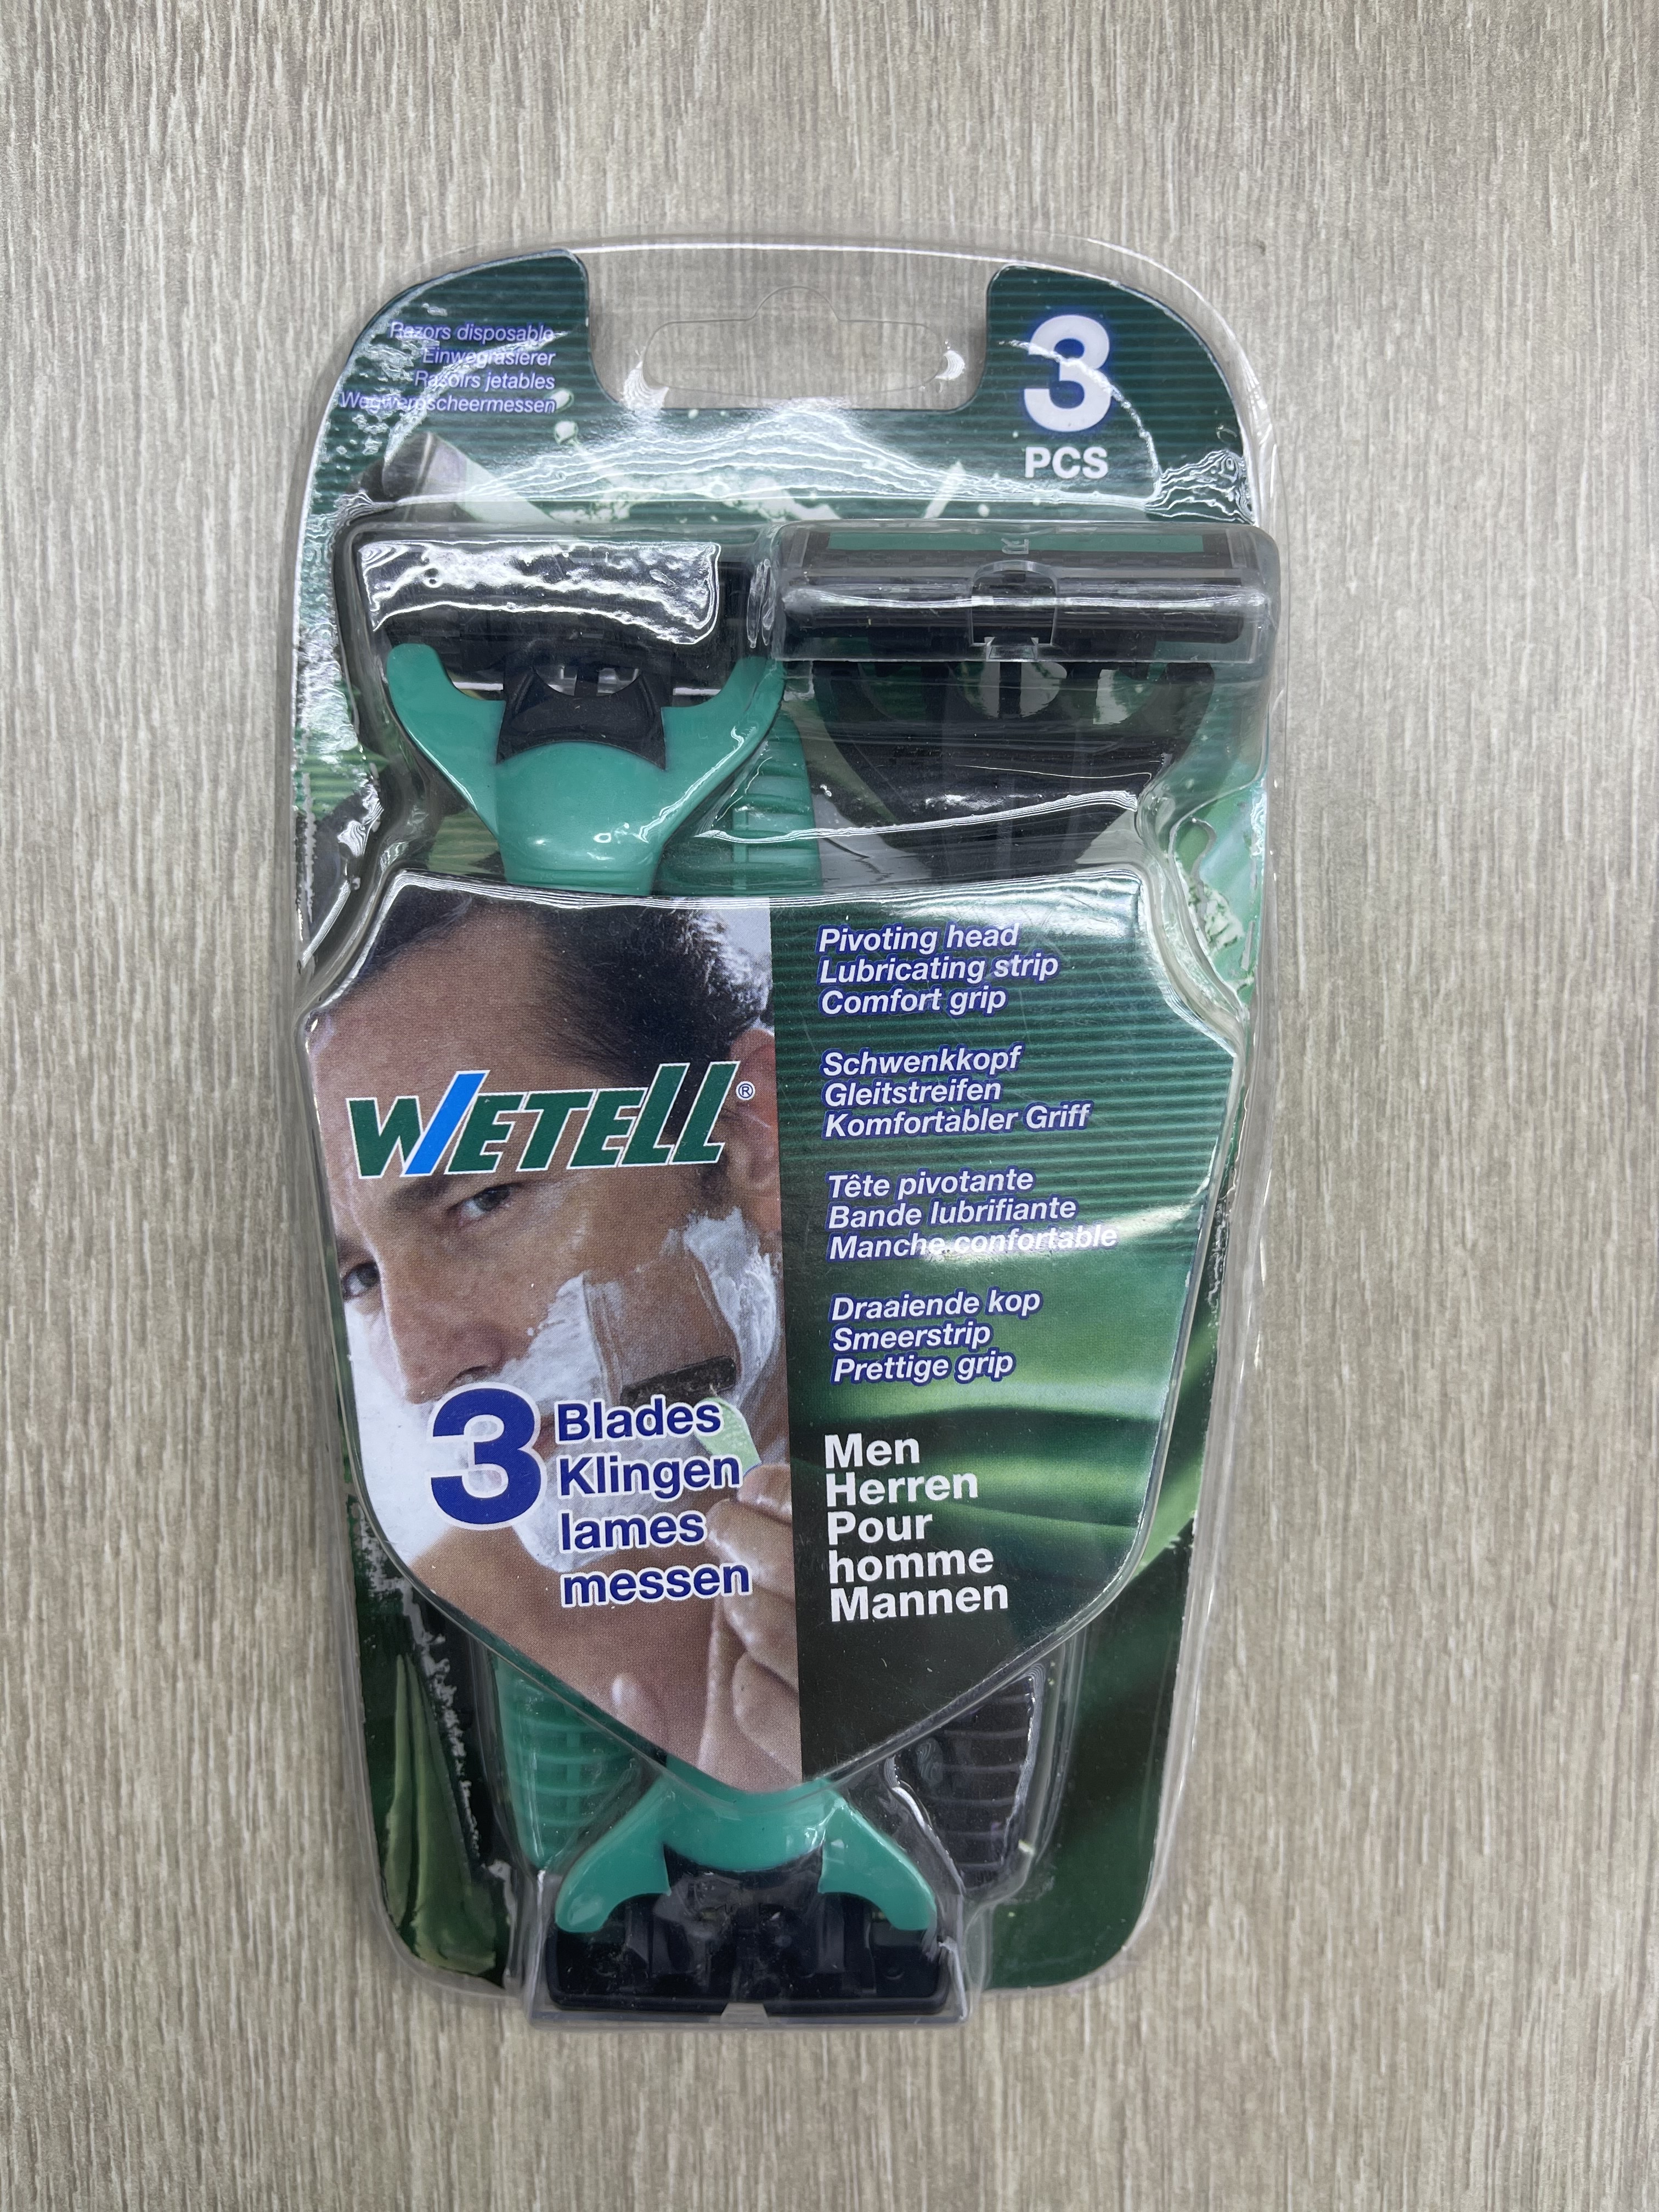 Razors disposable
Einwegrasierer
Rasoirs jetables
Wegwerpscheermessen
3
PCS
Pivoting head
Lubricating strip
Comfort grip
Schwenkkopf
Gleitstreifen
Komfortabler Griff
Tête pivotante
Bande lubrifiante
Manche confortable
Draaiende kop
Smeerstrip
Prettige grip
WETELL®
3
Blades
Klingen
lames
messen
Men
Herren
Pour
homme
Mannen